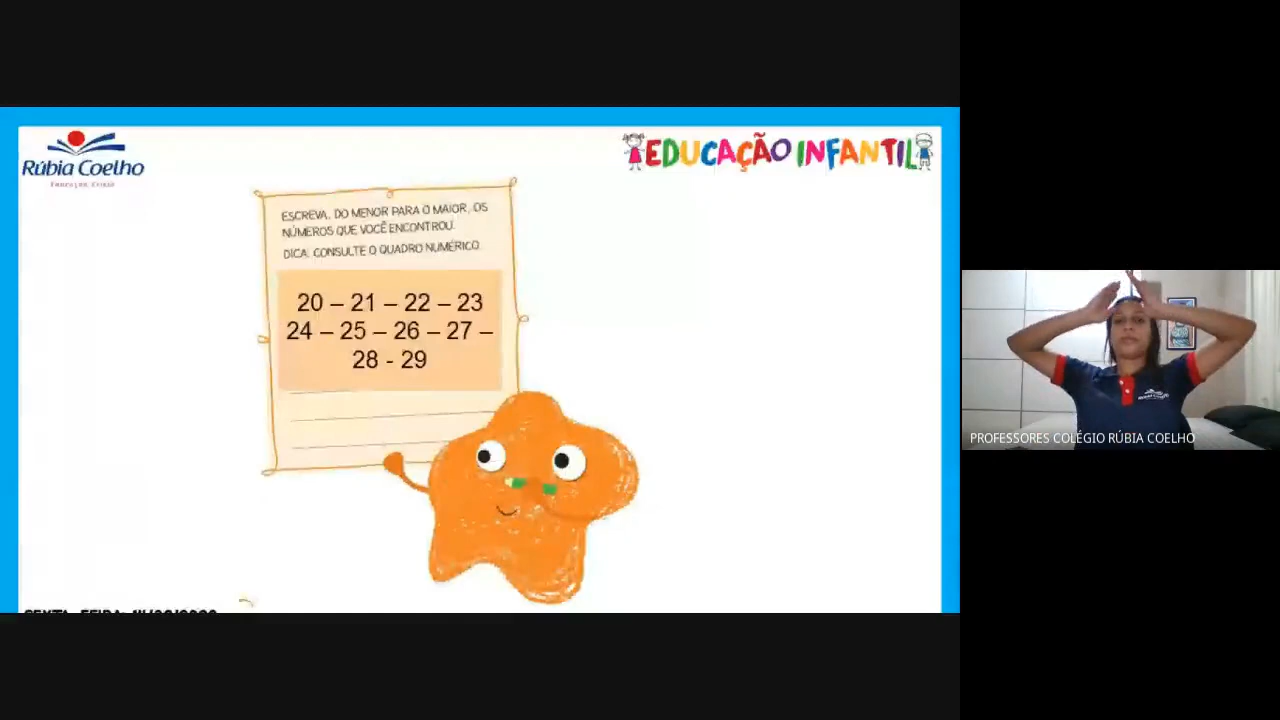 Rúbia Coelho
EDUCAÇÃO INFANTIL
ESCREVA, DO MENOR PARA O MAIOR, OS
NÚMEROS QUE VOCÊ ENCONTROU.
DICA: CONSULTE O QUADRO NUMÉRICO.
20 – 21 – 22 – 23
24 – 25 – 26 – 27 –
28 - 29
PROFESSORES COLÉGIO RÚBIA COELHO